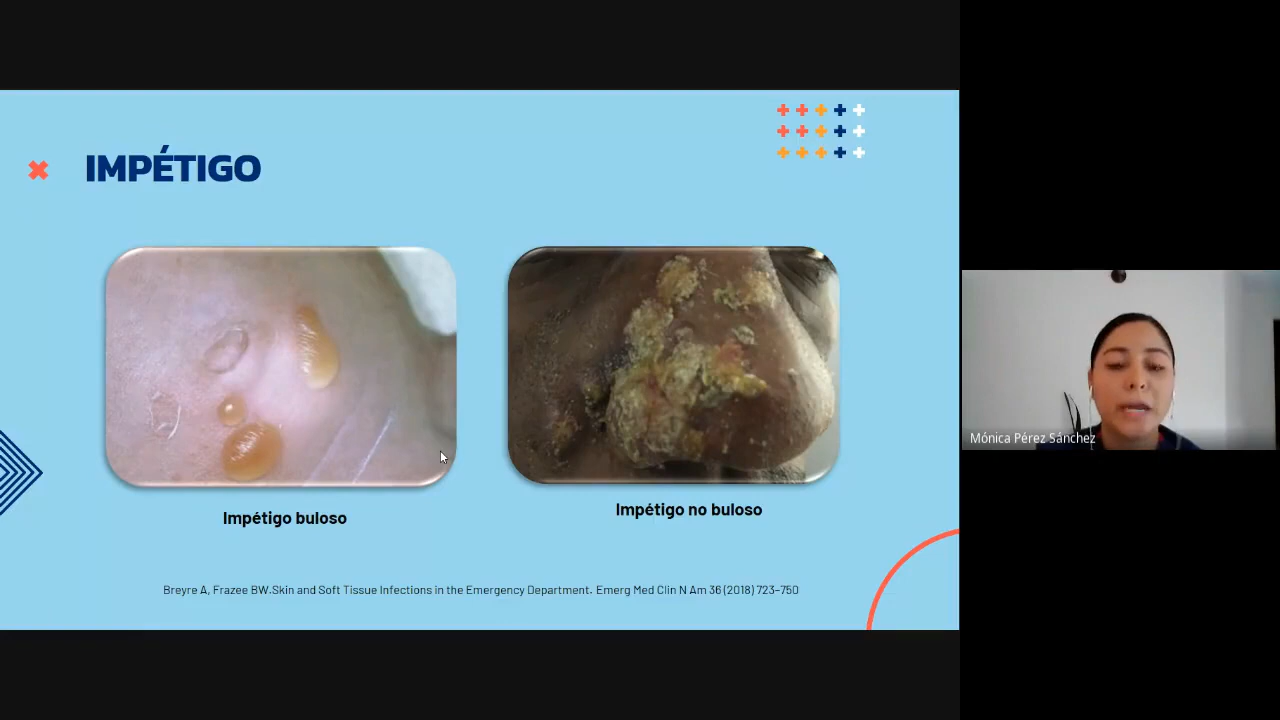 IMPÉTIGO
Impétigo buloso
Impétigo no buloso
Breyre A, Frazee BW.Skin and Soft Tissue Infections in the Emergency Department. Emerg Med Clin N Am 36 (2018) 723–750
Mónica Pérez Sánchez